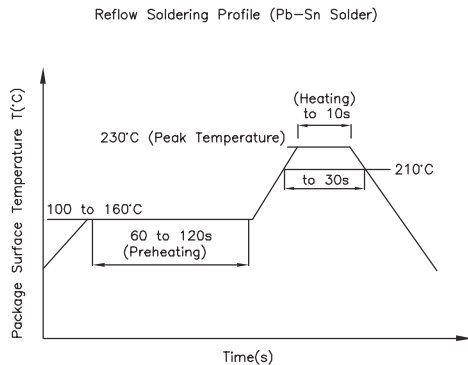 Reflow Soldering Profile (Pb-Sn Solder)
Package Surface Temperature T(°C)
(Heating)
to 10s
230°C (Peak Temperature)
210°C
to 30s
100 to 160°C
60 to 120s
(Preheating)
Time(s)